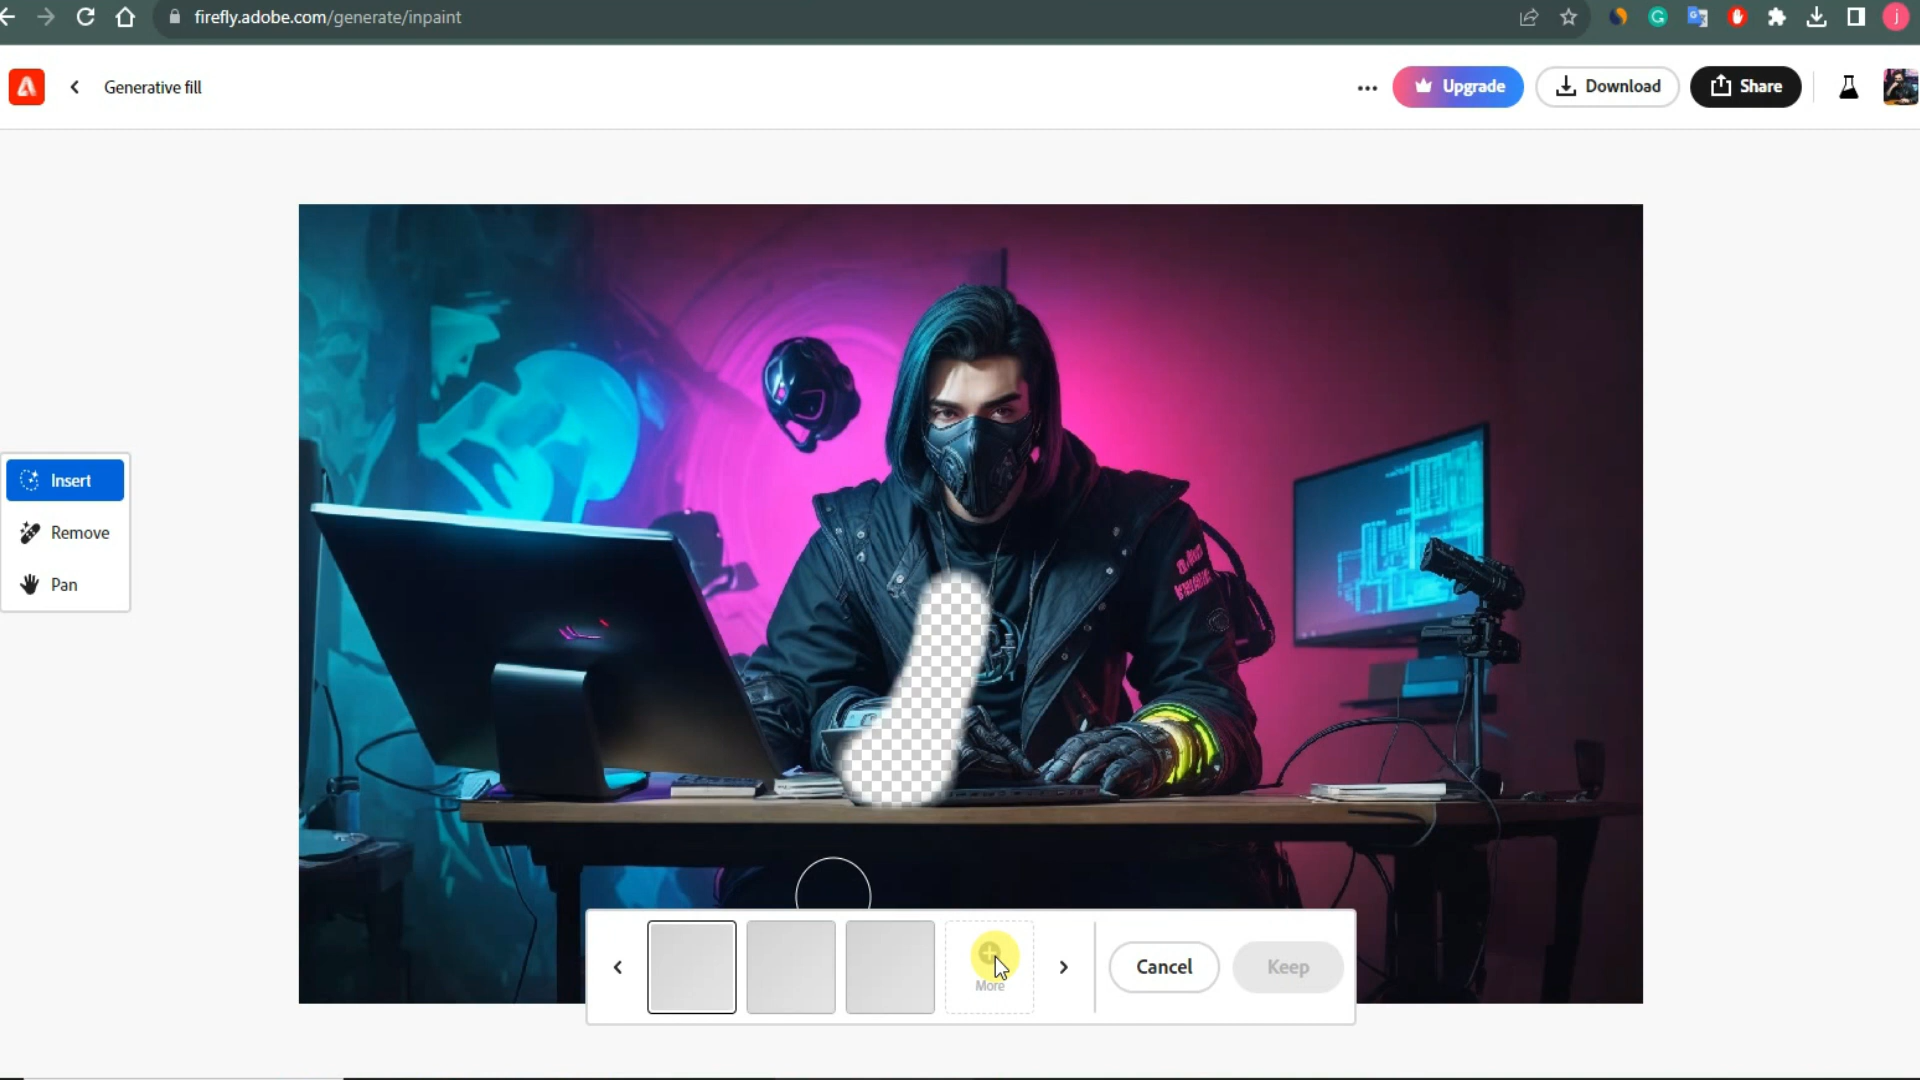 firefly.adobe.com/generate/inpaint
Generative fill
Upgrade
Download
Share
Insert
Remove
Pan
More
Cancel
Keep